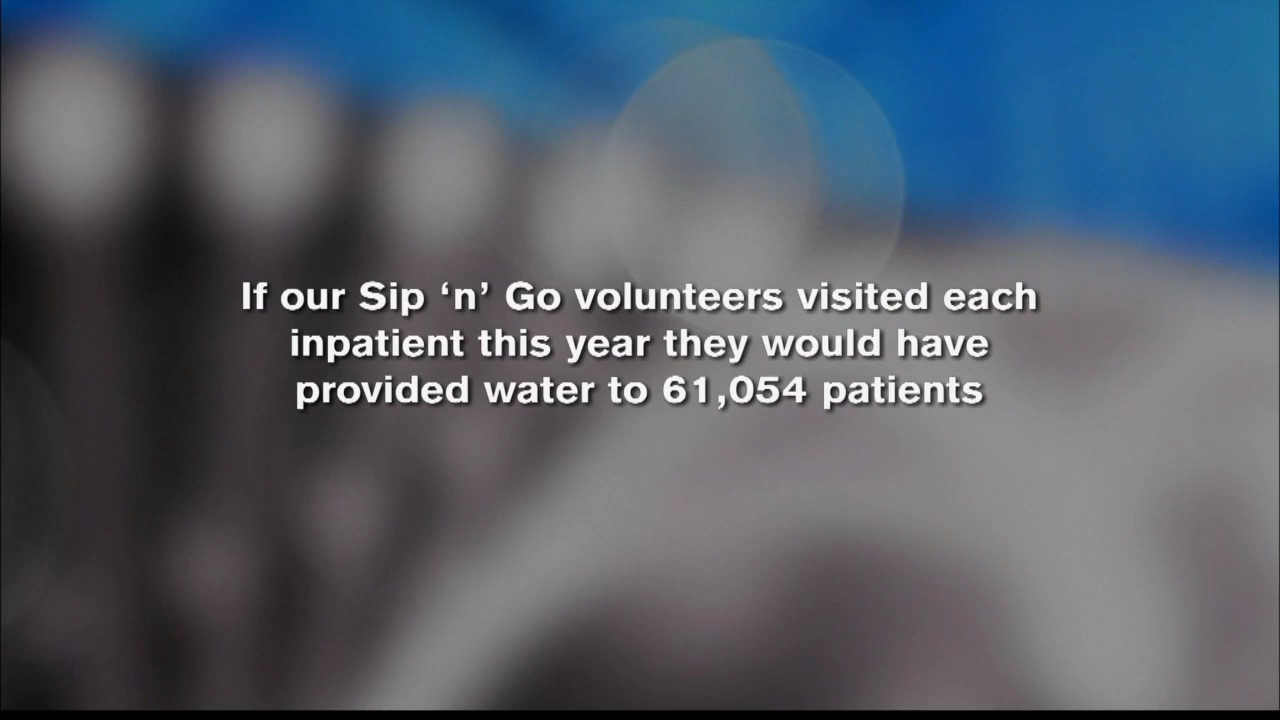 If our Sip ‘n’ Go volunteers visited each
inpatient this year they would have
provided water to 61,054 patients